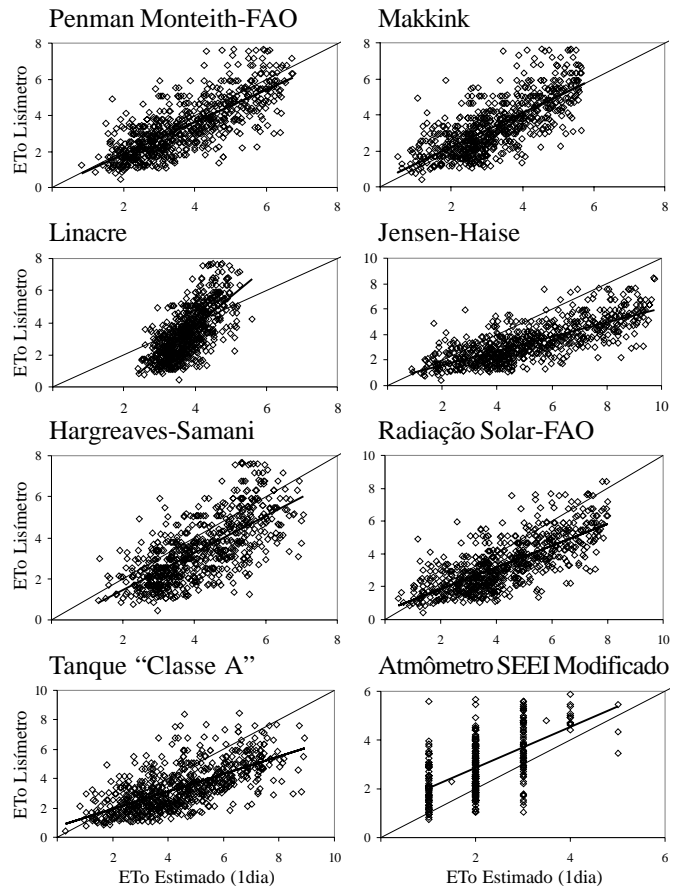 Penman Monteith-FAO
Makkink
8
6
4
2
0
2 4 6 8
ETo Lisímetro
8
6
4
2
0
2 4 6 8
Linacre
Jensen-Haise
8
6
4
2
0
2 4 6 8
ETo Lisímetro
10
8
6
4
2
0
2 4 6 8 10
Hargreaves-Samani
Radiação Solar-FAO
8
6
4
2
0
2 4 6 8
ETo Lisímetro
10
8
6
4
2
0
2 4 6 8 10
Tanque “Classe A”
Atmômetro SEEI Modificado
10
8
6
4
2
0
2 4 6 8 10
ETo Lisímetro
ETo Estimado (1dia)
6
4
2
0
2 4 6
ETo Estimado (1dia)